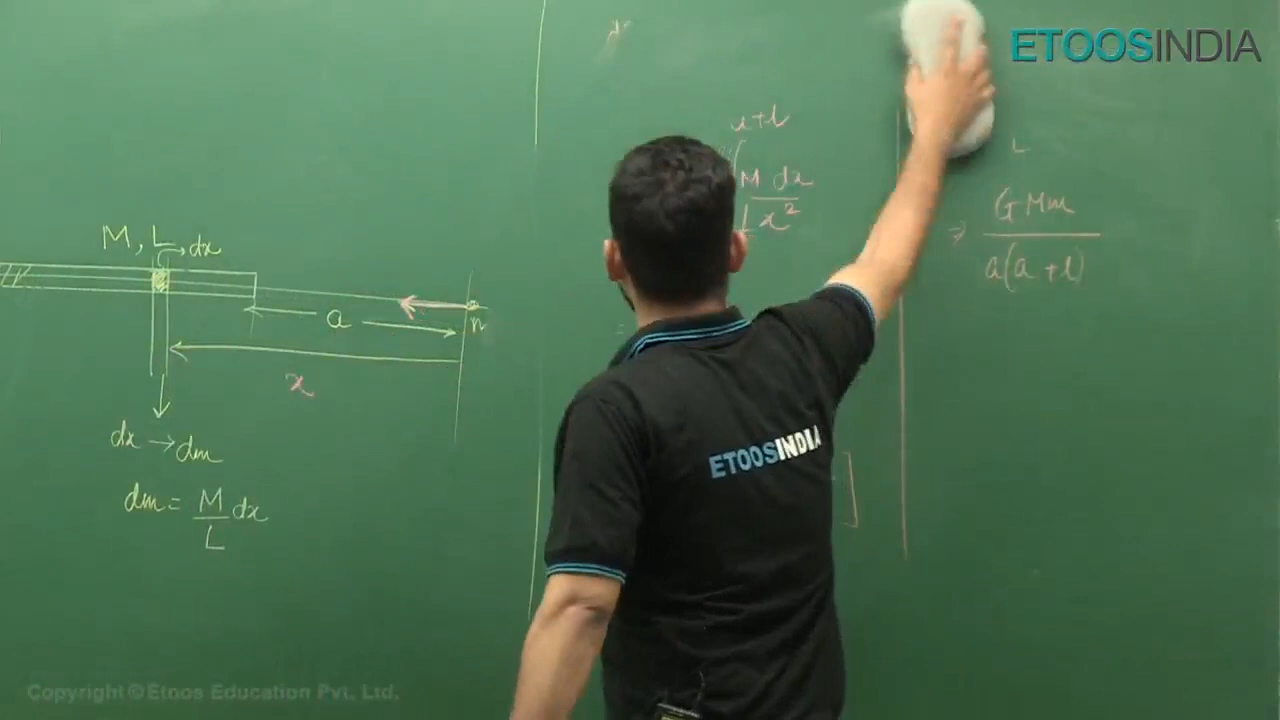 ETOOSINDIA
M, L
dx
a
m
x
dx → dm
dm = M/L dx
a+l
M dx
L x²
]
L
⇒ GMm
a(a+l)
ETOOSINDIA
Copyright © Etoos Education Pvt. Ltd.